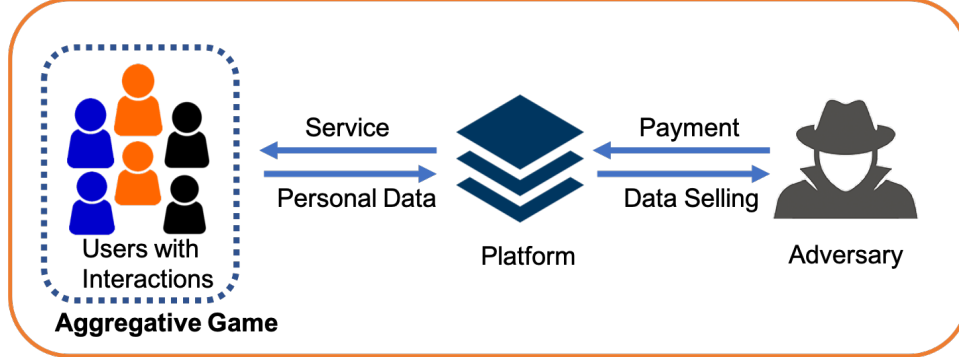 Service
Payment
Personal Data
Data Selling
Users with
Interactions
Platform
Adversary
Aggregative Game